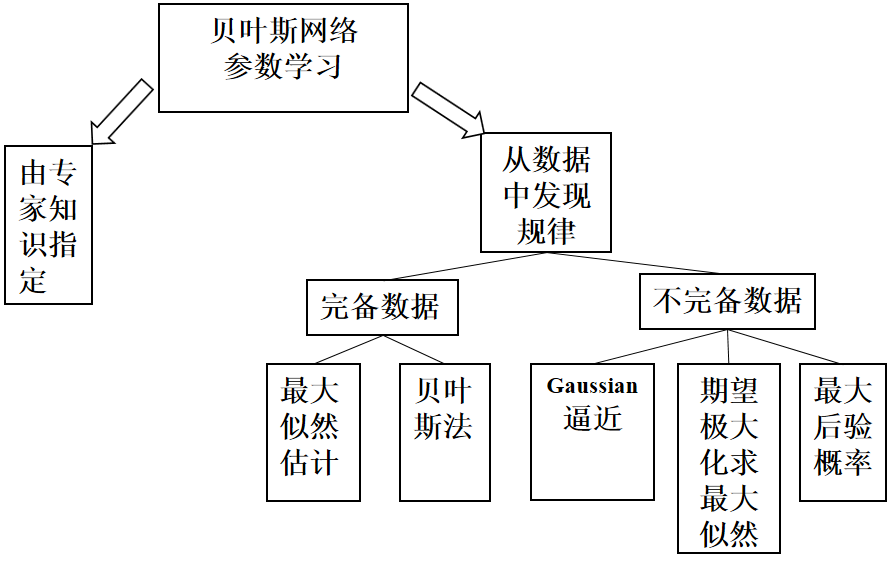 贝叶斯网络
参数学习
由专
家知
识指
定
从数据
中发现
规律
完备数据
不完备数据
最大
似然
估计
贝叶
斯法
Gaussian
逼近
期望
极大
化求
最大
似然
最大
后验
概率